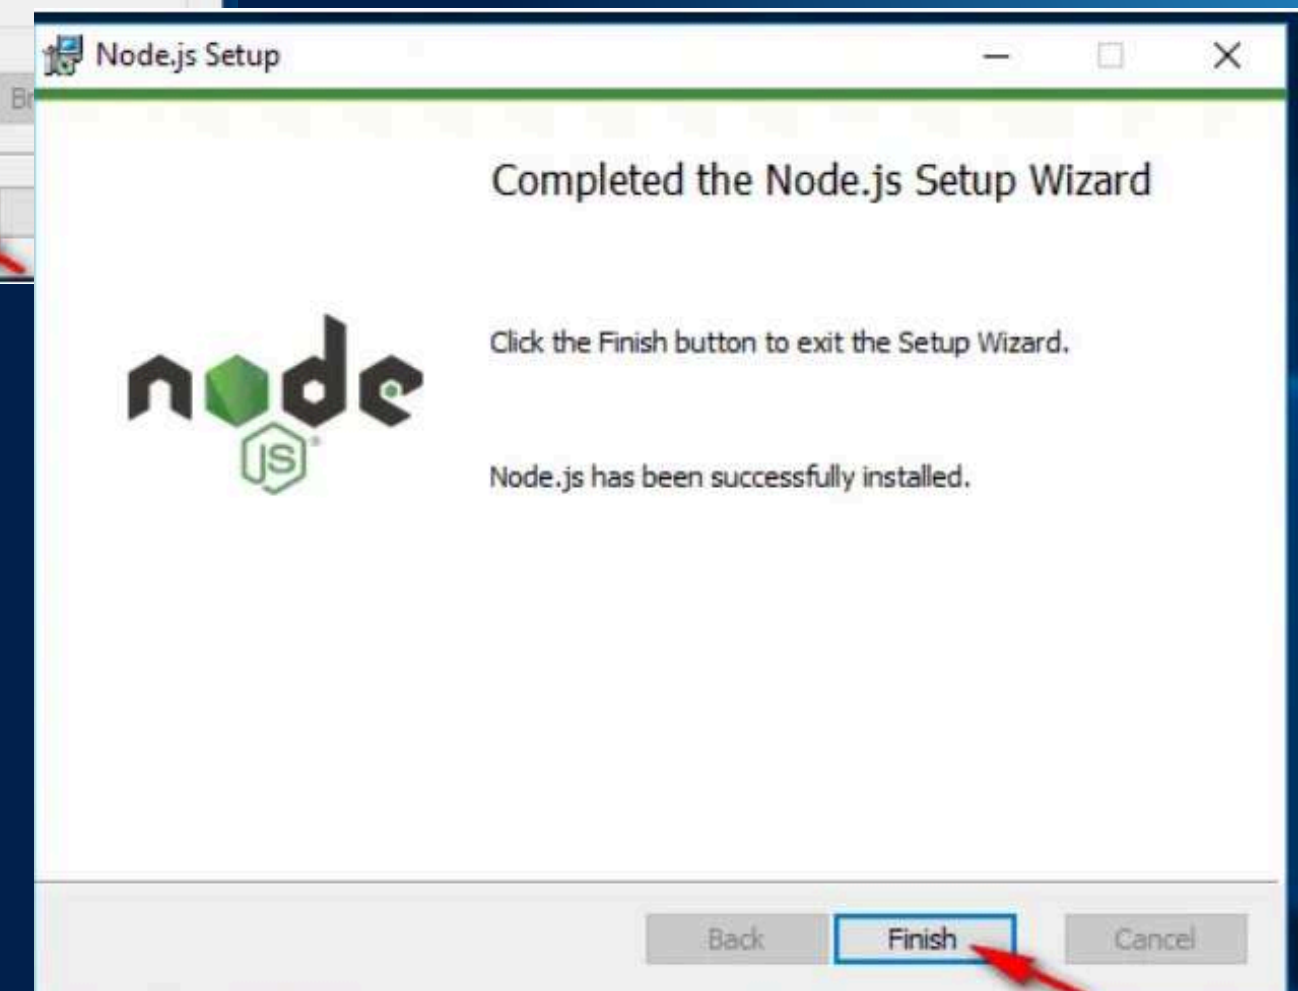 Node.js Setup
Br
Completed the Node.js Setup Wizard
Click the Finish button to exit the Setup Wizard.
node
JS
Node.js has been successfully installed.
Back Finish Cancel